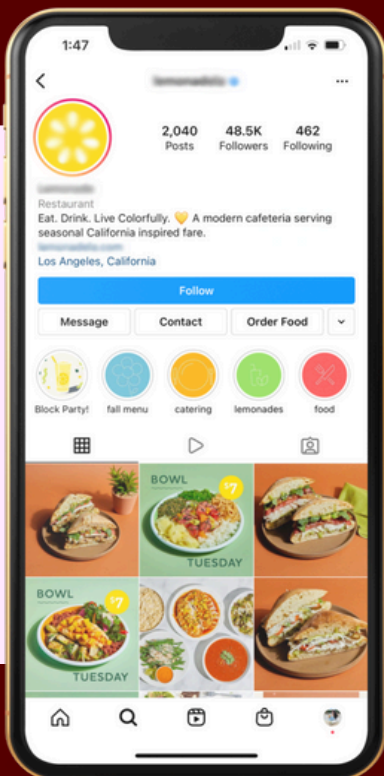 1:47
2,040 48.5K 462
Posts Followers Following
Restaurant
Eat. Drink. Live Colorfully. 💛 A modern cafeteria serving
seasonal California inspired fare.
Los Angeles, California
Follow
Message Contact Order Food
Block Party! fall menu catering lemonades food
BOWL
$7
TUESDAY
BOWL
$7
TUESDAY